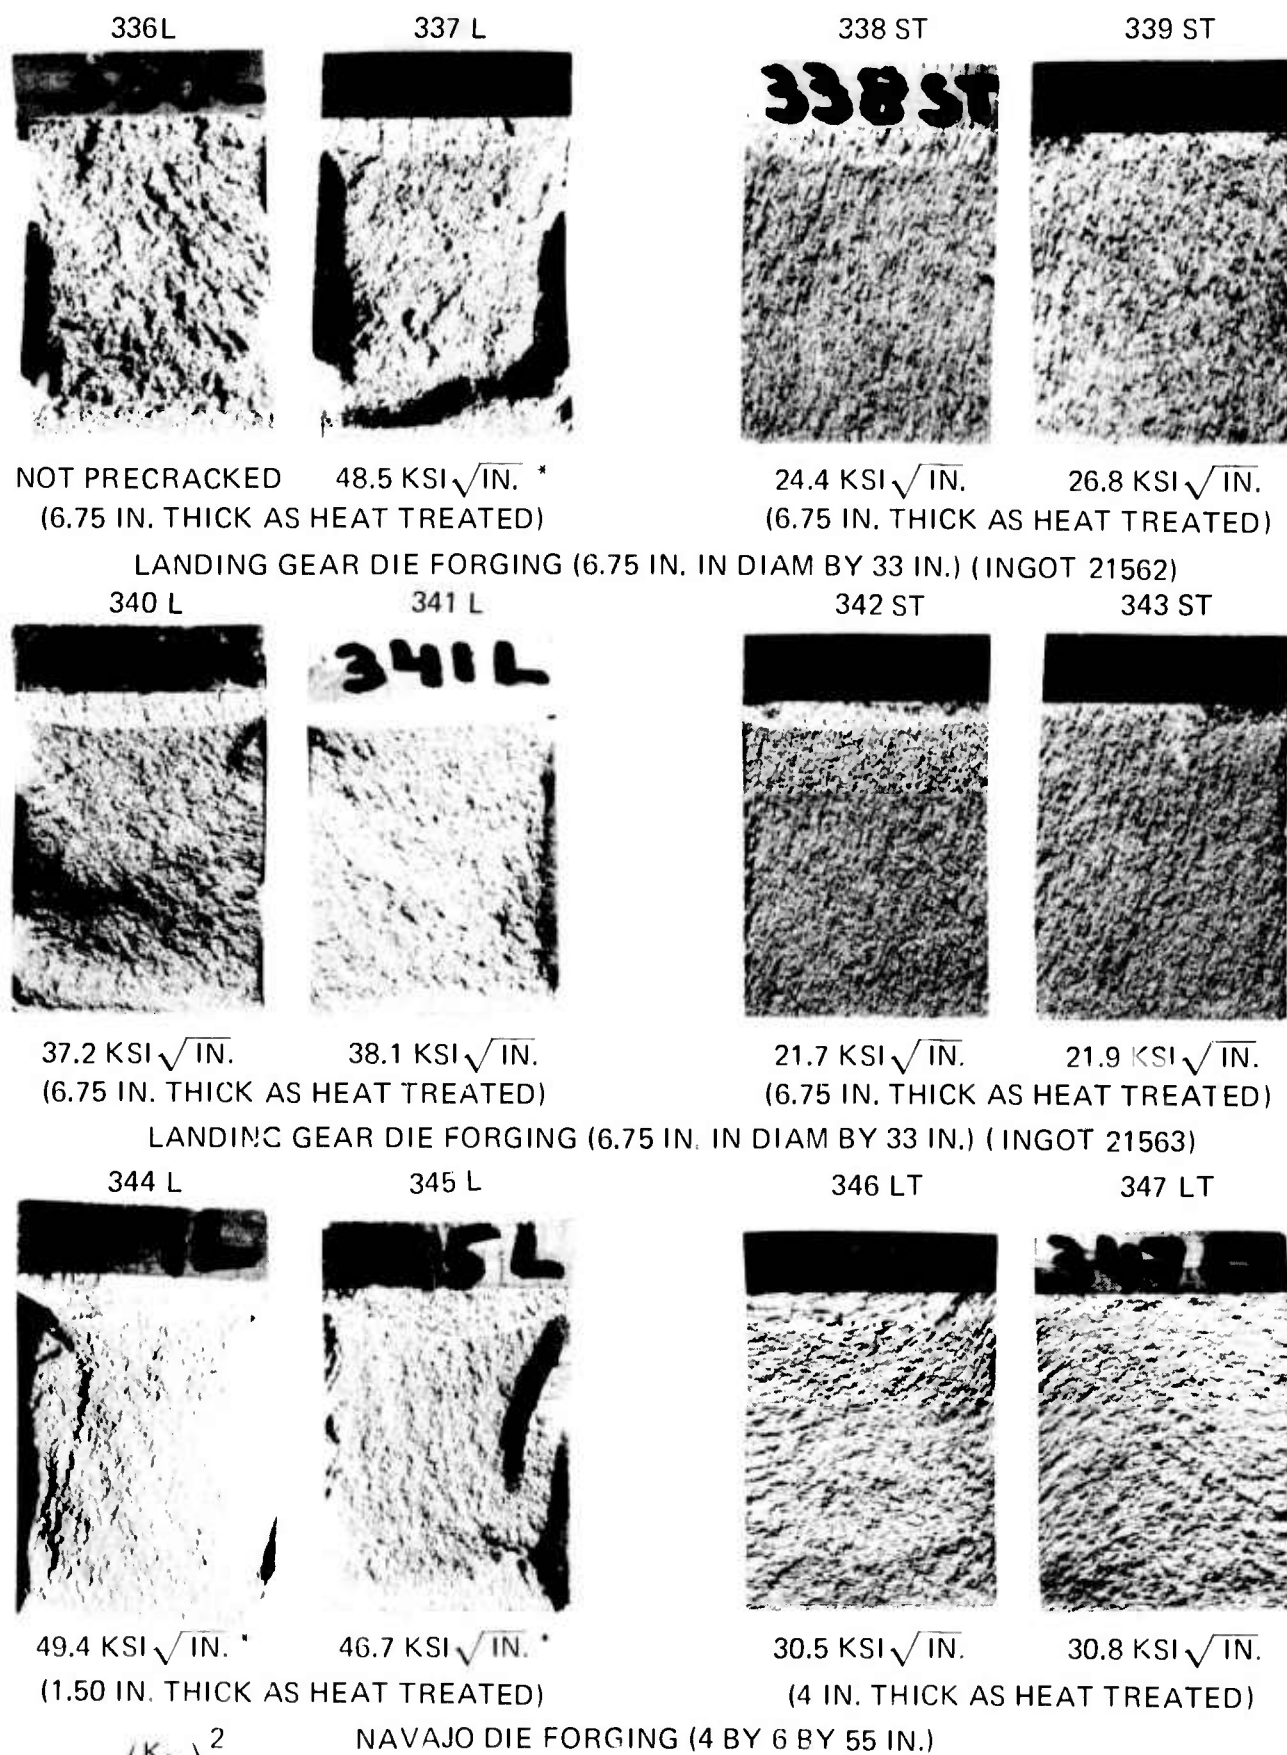 336L 337 L 338 ST 339 ST
338 ST
NOT PRECRACKED 48.5 KSI√IN. * 24.4 KSI√IN. 26.8 KSI√IN.
(6.75 IN. THICK AS HEAT TREATED) (6.75 IN. THICK AS HEAT TREATED)
LANDING GEAR DIE FORGING (6.75 IN. IN DIAM BY 33 IN.) (INGOT 21562)
340 L 341 L 342 ST 343 ST
341 L
37.2 KSI√IN. 38.1 KSI√IN. 21.7 KSI√IN. 21.9 KSI√IN.
(6.75 IN. THICK AS HEAT TREATED) (6.75 IN. THICK AS HEAT TREATED)
LANDING GEAR DIE FORGING (6.75 IN. IN DIAM BY 33 IN.) (INGOT 21563)
344 L 345 L 346 LT 347 LT
5 L
49.4 KSI√IN. * 46.7 KSI√IN. * 30.5 KSI√IN. 30.8 KSI√IN.
(1.50 IN. THICK AS HEAT TREATED) (4 IN. THICK AS HEAT TREATED)
2 NAVAJO DIE FORGING (4 BY 6 BY 55 IN.)